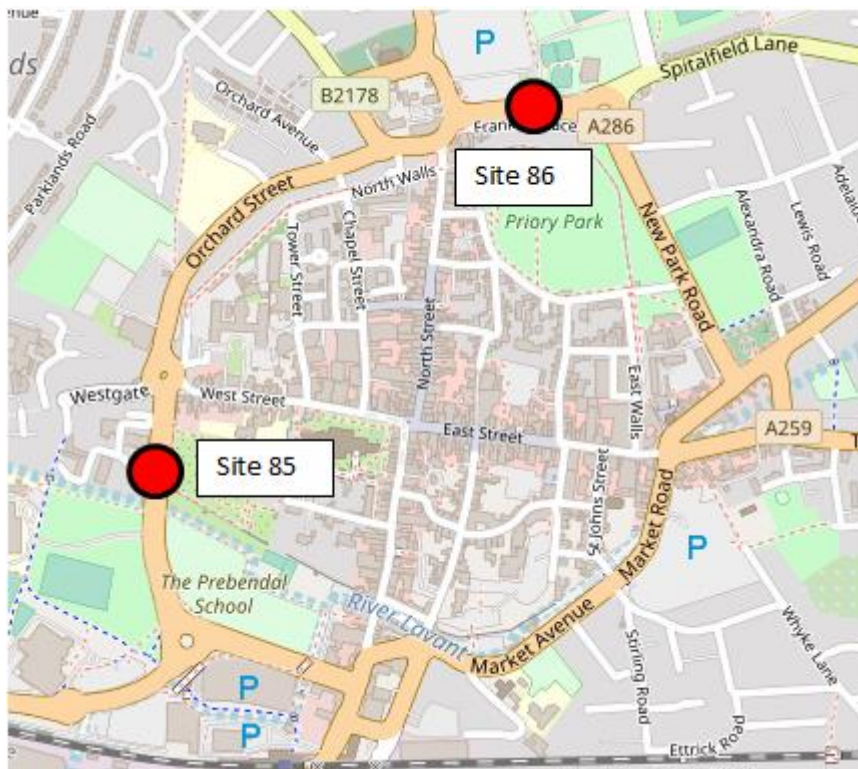 P
Spitalfield Lane
ds
B2178
Orchard Avenue
Parklands Road
A286
Site 86
North Walls
Orchard Street
Priory Park
Adelai
Lewis Road
Alexandra Road
New Park Road
Tower Street
Chapel Street
North Street
Westgate
West Street
East Street
East Walls
A259
Site 85
St Johns Street
Market Road
P
The Prebendal
School
River Lavant
Market Avenue
Stirling Road
Whyke Lane
P
P
Ettrick Road